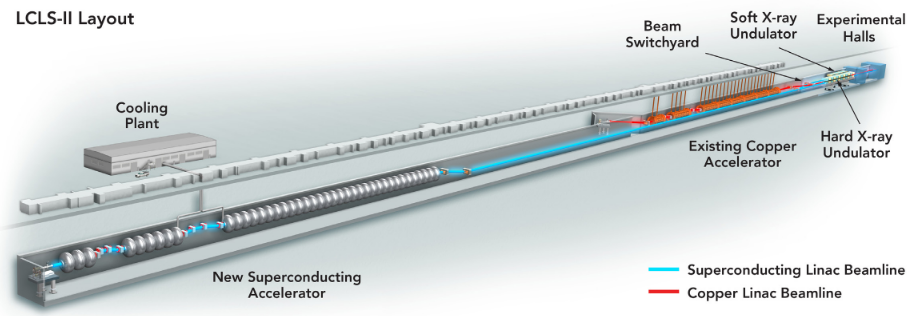 LCLS-II Layout
Cooling
Plant
New Superconducting
Accelerator
Beam
Switchyard
Soft X-ray
Undulator
Experimental
Halls
Existing Copper
Accelerator
Hard X-ray
Undulator
Superconducting Linac Beamline
Copper Linac Beamline